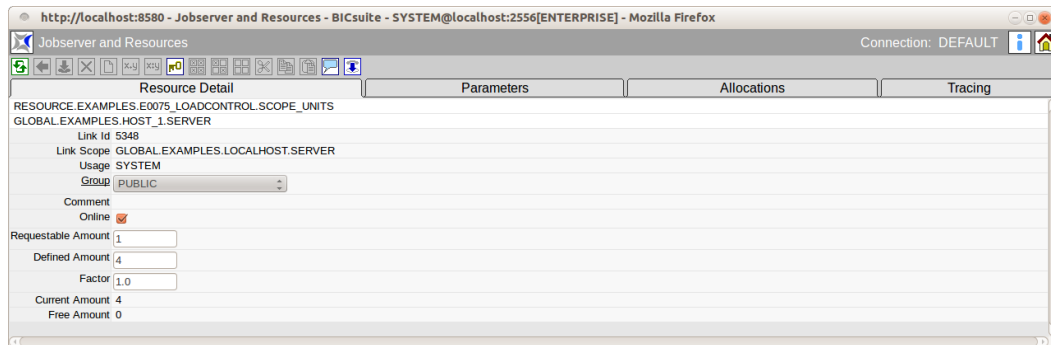 http://localhost:8580 - Jobserver and Resources - BICsuite - SYSTEM@localhost:2556[ENTERPRISE] - Mozilla Firefox
Jobserver and Resources Connection: DEFAULT
Resource Detail Parameters Allocations Tracing
RESOURCE.EXAMPLES.E0075_LOADCONTROL.SCOPE_UNITS
GLOBAL.EXAMPLES.HOST_1.SERVER
Link Id 5348
Link Scope GLOBAL.EXAMPLES.LOCALHOST.SERVER
Usage SYSTEM
Group PUBLIC
Comment
Online
Requestable Amount 1
Defined Amount 4
Factor 1.0
Current Amount 4
Free Amount 0